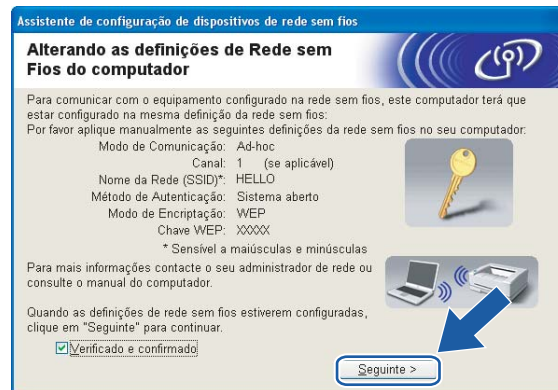 Assistente de configuração de dispositivos de rede sem fios
Alterando as definições de Rede sem
Fios do computador
Para comunicar com o equipamento configurado na rede sem fios, este computador terá que
estar configurado na mesma definição da rede sem fios:
Por favor aplique manualmente as seguintes definições da rede sem fios no seu computador:
Modo de Comunicação: Ad-hoc
Canal: 1 (se aplicável)
Nome da Rede (SSID)*: HELLO
Método de Autenticação: Sistema aberto
Modo de Encriptação: WEP
Chave WEP: XXXXX
* Sensível a maiúsculas e minúsculas
Para mais informações contacte o seu administrador de rede ou
consulte o manual do computador.
Quando as definições de rede sem fios estiverem configuradas,
clique em "Seguinte" para continuar.
Verificado e confirmado
Seguinte >